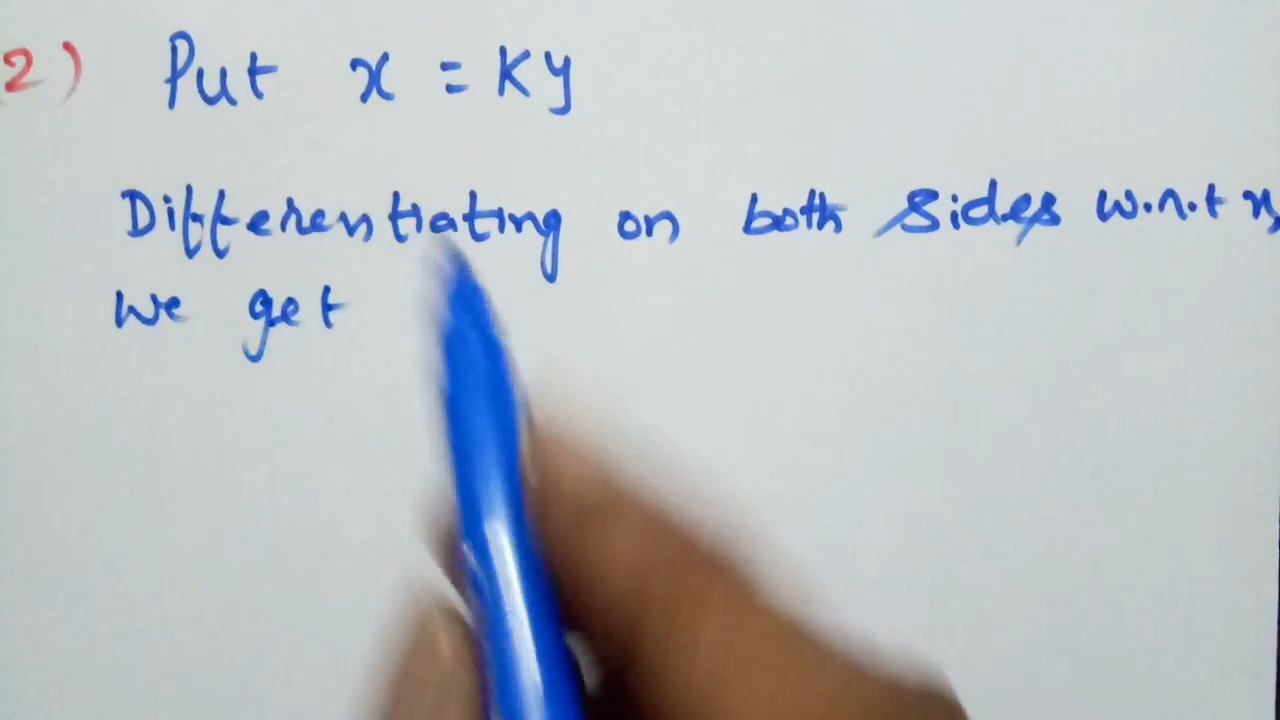 2) Put x = Ky
Differentiating on both sides w.r.t x,
we get